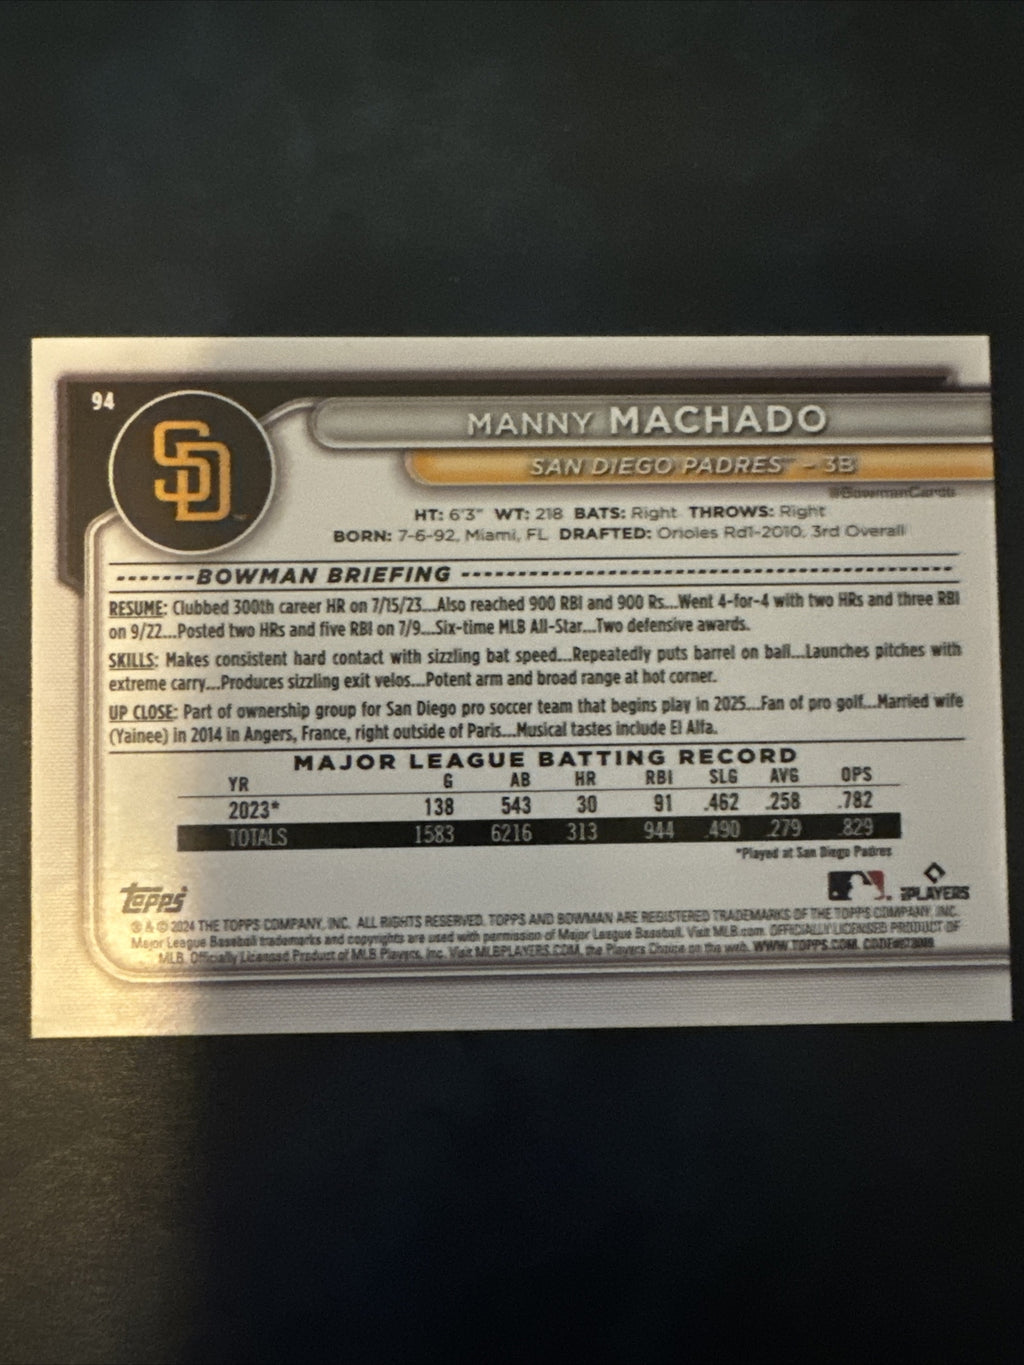 94
SD
MANNY MACHADO
SAN DIEGO PADRES™ - 3B
@BowmanCards
HT: 6'3" WT: 218 BATS: Right THROWS: Right
BORN: 7-6-92, Miami, FL DRAFTED: Orioles Rd1-2010, 3rd Overall
BOWMAN BRIEFING
RESUME: Clubbed 300th career HR on 7/15/23...Also reached 900 RBI and 900 Rs...Went 4-for-4 with two HRs and three RBI
on 9/22...Posted two HRs and five RBI on 7/9...Six-time MLB All-Star...Two defensive awards.
SKILLS: Makes consistent hard contact with sizzling bat speed...Repeatedly puts barrel on ball...Launches pitches with
extreme carry...Produces sizzling exit velos...Potent arm and broad range at hot corner.
UP CLOSE: Part of ownership group for San Diego pro soccer team that begins play in 2025...Fan of pro golf...Married wife
(Yainee) in 2014 in Angers, France, right outside of Paris...Musical tastes include El Alfa.
MAJOR LEAGUE BATTING RECORD
YR G AB HR RBI SLG AVG OPS
2023* 138 543 30 91 .462 .258 .782
TOTALS 1583 6216 313 944 .490 .279 .829
*Played at San Diego Padres
Topps
PLAYERS
® & © 2024 THE TOPPS COMPANY, INC. ALL RIGHTS RESERVED. TOPPS AND BOWMAN ARE REGISTERED TRADEMARKS OF THE TOPPS COMPANY, INC.
Major League Baseball trademarks and copyrights are used with permission of Major League Baseball. Visit MLB.com. OFFICIALLY LICENSED PRODUCT OF
MLB. Officially Licensed Product of MLB Players, Inc. Visit MLBPLAYERS.COM, the Players Choice on the web. WWW.TOPPS.COM.